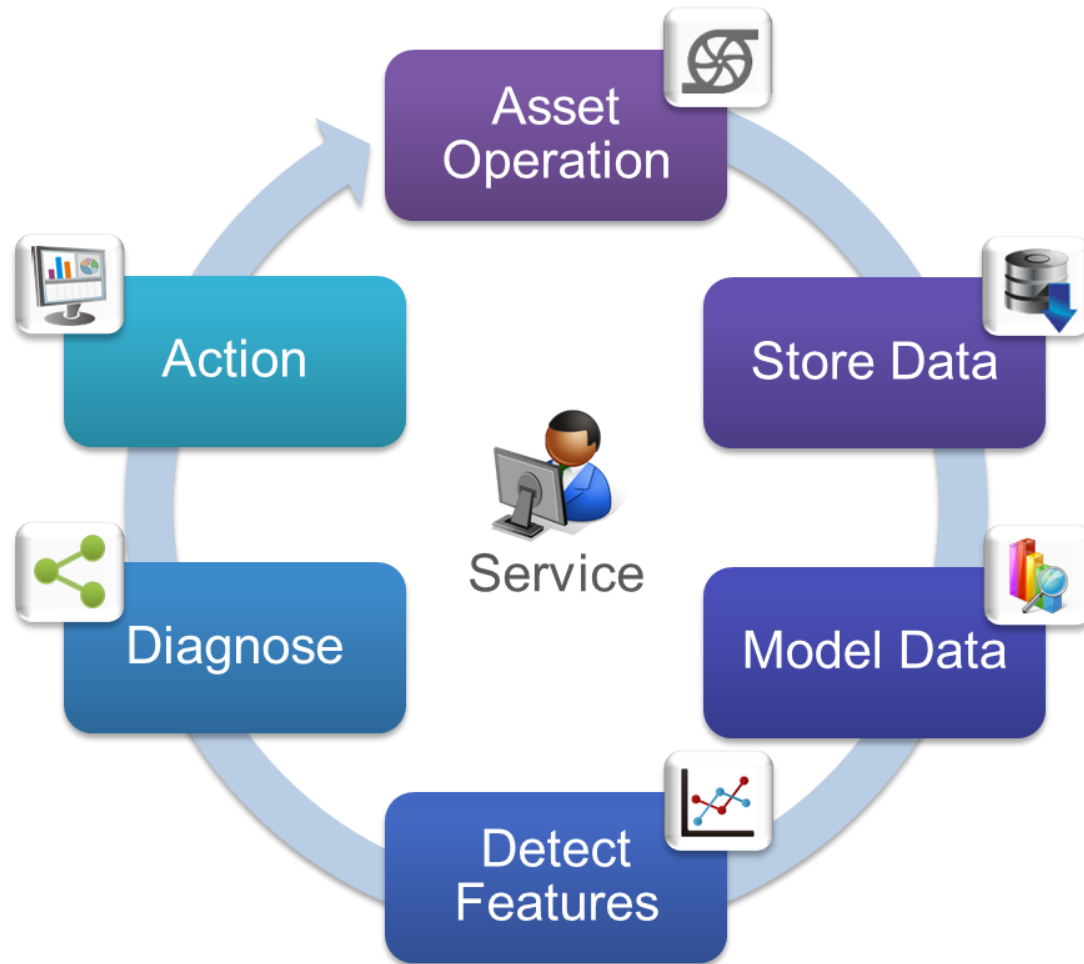 Asset
Operation
Store Data
Model Data
Detect
Features
Diagnose
Action
Service